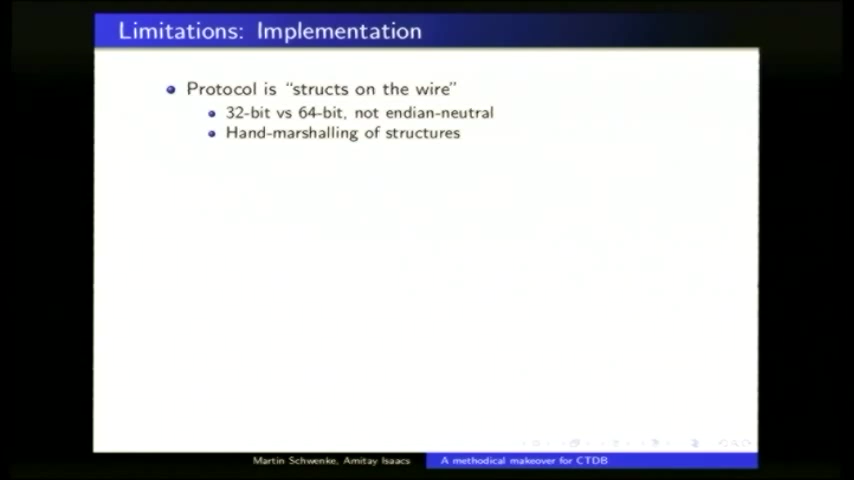 Limitations: Implementation
Protocol is “structs on the wire”
32-bit vs 64-bit, not endian-neutral
Hand-marshalling of structures
Martin Schwenke, Amitay Isaacs
A methodical makeover for CTDB